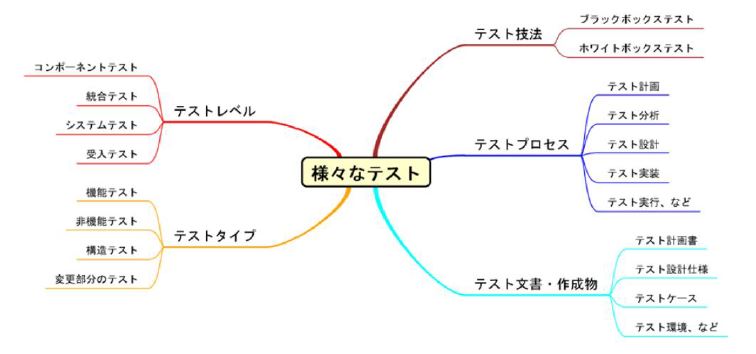 様々なテスト
テスト技法
ブラックボックステスト
ホワイトボックステスト
テストプロセス
テスト計画
テスト分析
テスト設計
テスト実装
テスト実行、など
テスト文書・作成物
テスト計画書
テスト設計仕様
テストケース
テスト環境、など
テストレベル
コンポーネントテスト
統合テスト
システムテスト
受入テスト
テストタイプ
機能テスト
非機能テスト
構造テスト
変更部分のテスト